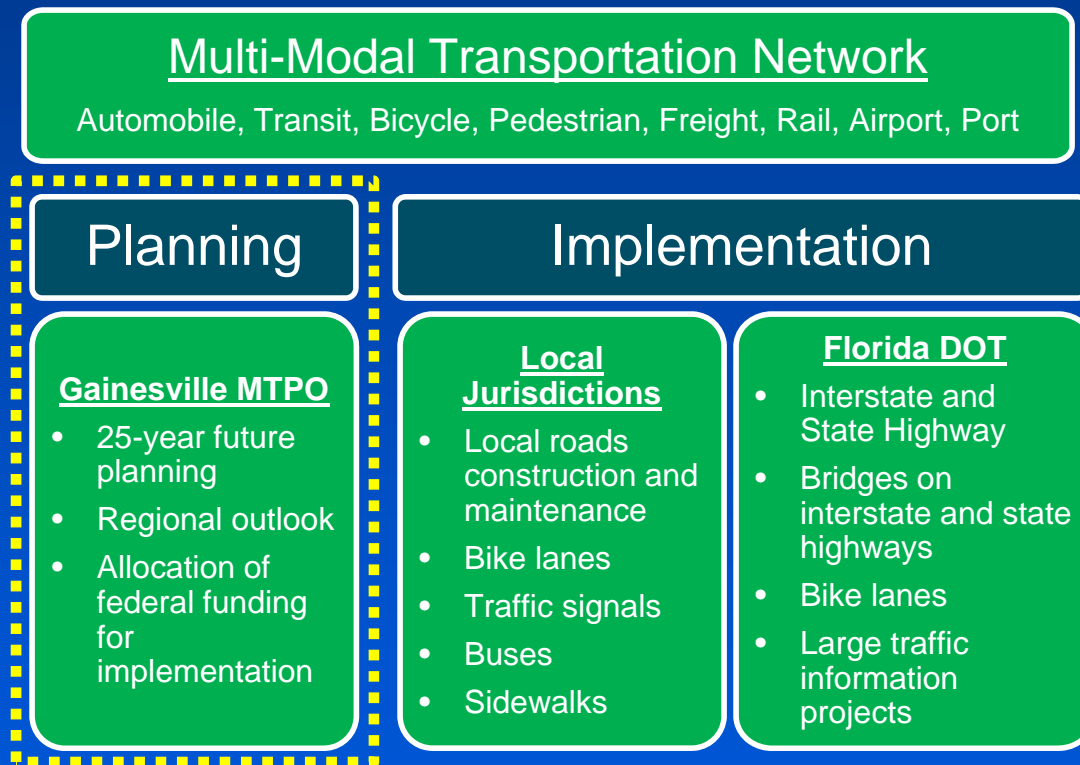 Multi-Modal Transportation Network
Automobile, Transit, Bicycle, Pedestrian, Freight, Rail, Airport, Port
Planning
Implementation
Gainesville MTPO
• 25-year future
planning
• Regional outlook
• Allocation of
federal funding
for
implementation
Local
Jurisdictions
• Local roads
construction and
maintenance
• Bike lanes
• Traffic signals
• Buses
• Sidewalks
Florida DOT
• Interstate and
State Highway
• Bridges on
interstate and state
highways
• Bike lanes
• Large traffic
information
projects